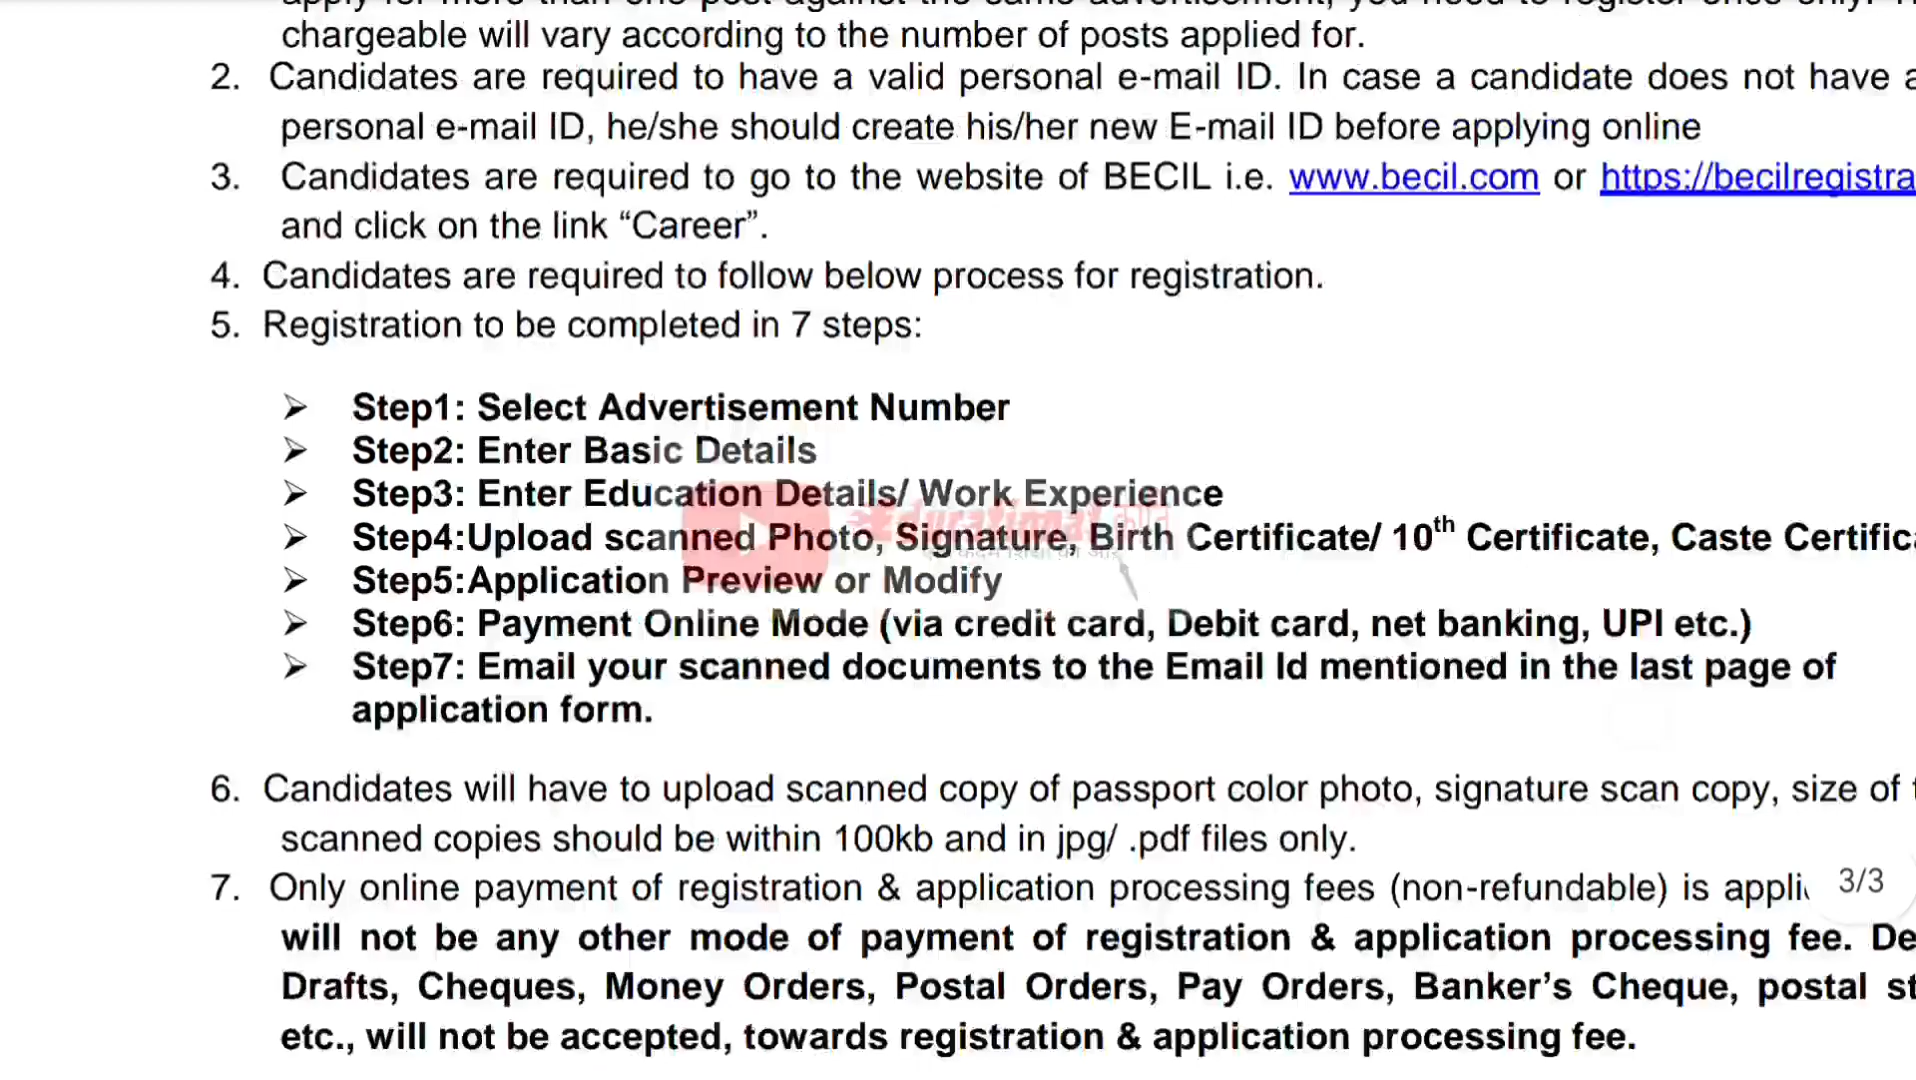 chargeable will vary according to the number of posts applied for.
2. Candidates are required to have a valid personal e-mail ID. In case a candidate does not have a
personal e-mail ID, he/she should create his/her new E-mail ID before applying online
3. Candidates are required to go to the website of BECIL i.e. www.becil.com or https://becilregistra
and click on the link “Career”.
4. Candidates are required to follow below process for registration.
5. Registration to be completed in 7 steps:
➢ Step1: Select Advertisement Number
➢ Step2: Enter Basic Details
➢ Step3: Enter Education Details/ Work Experience
➢ Step4:Upload scanned Photo, Signature, Birth Certificate/ 10th Certificate, Caste Certific
➢ Step5:Application Preview or Modify
➢ Step6: Payment Online Mode (via credit card, Debit card, net banking, UPI etc.)
➢ Step7: Email your scanned documents to the Email Id mentioned in the last page of
application form.
6. Candidates will have to upload scanned copy of passport color photo, signature scan copy, size of
scanned copies should be within 100kb and in jpg/ .pdf files only.
7. Only online payment of registration & application processing fees (non-refundable) is appli
3/3
will not be any other mode of payment of registration & application processing fee. De
Drafts, Cheques, Money Orders, Postal Orders, Pay Orders, Banker’s Cheque, postal st
etc., will not be accepted, towards registration & application processing fee.